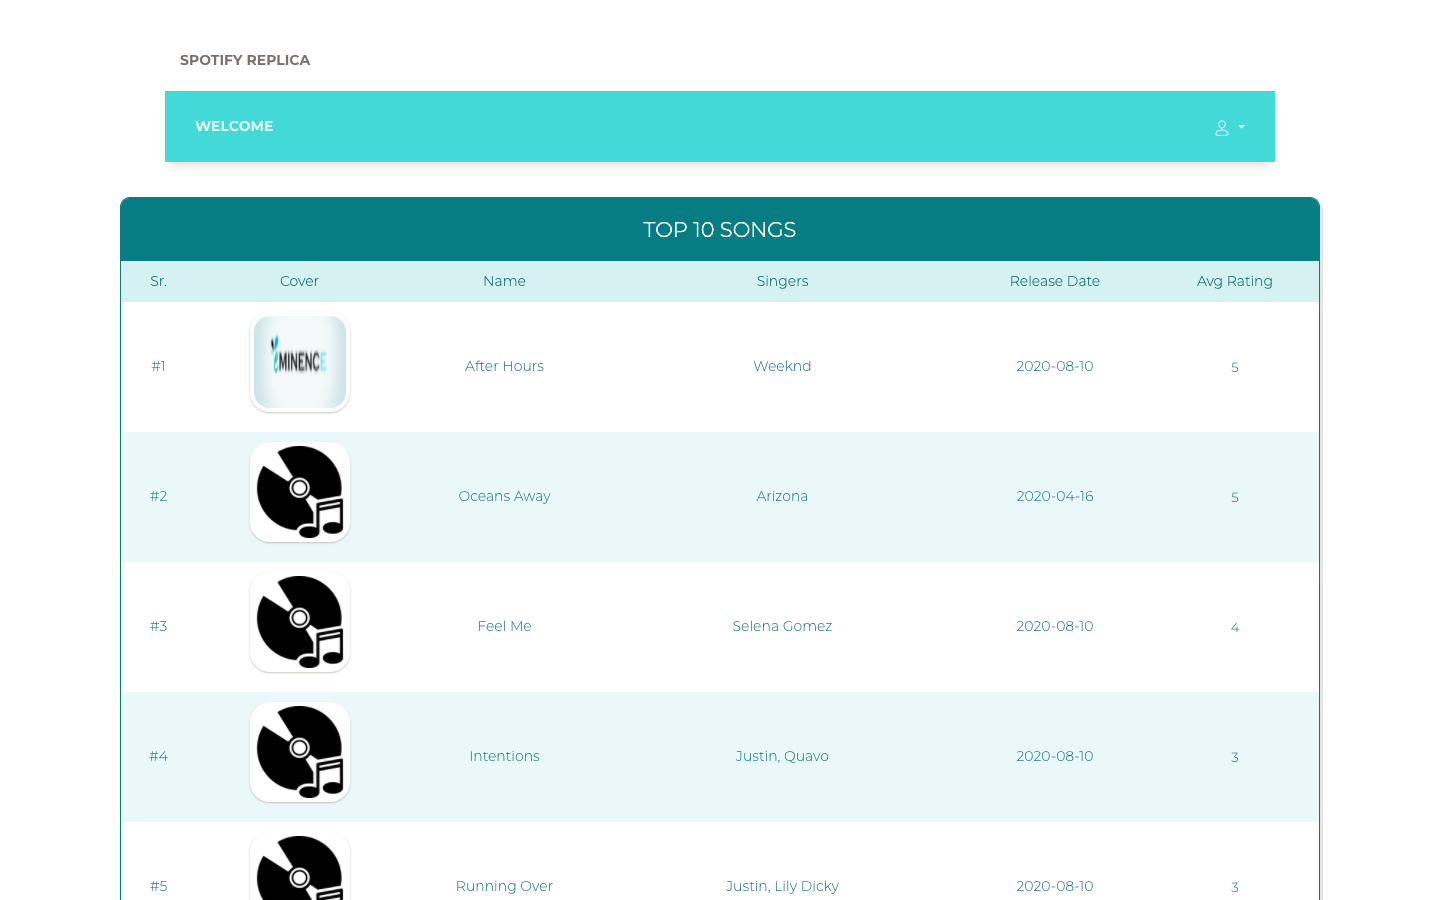 SPOTIFY REPLICA
WELCOME
TOP 10 SONGS
Sr. Cover Name Singers Release Date Avg Rating
#1 eMINENCE After Hours Weeknd 2020-08-10 5
#2 Oceans Away Arizona 2020-04-16 5
#3 Feel Me Selena Gomez 2020-08-10 4
#4 Intentions Justin, Quavo 2020-08-10 3
#5 Running Over Justin, Lily Dicky 2020-08-10 3